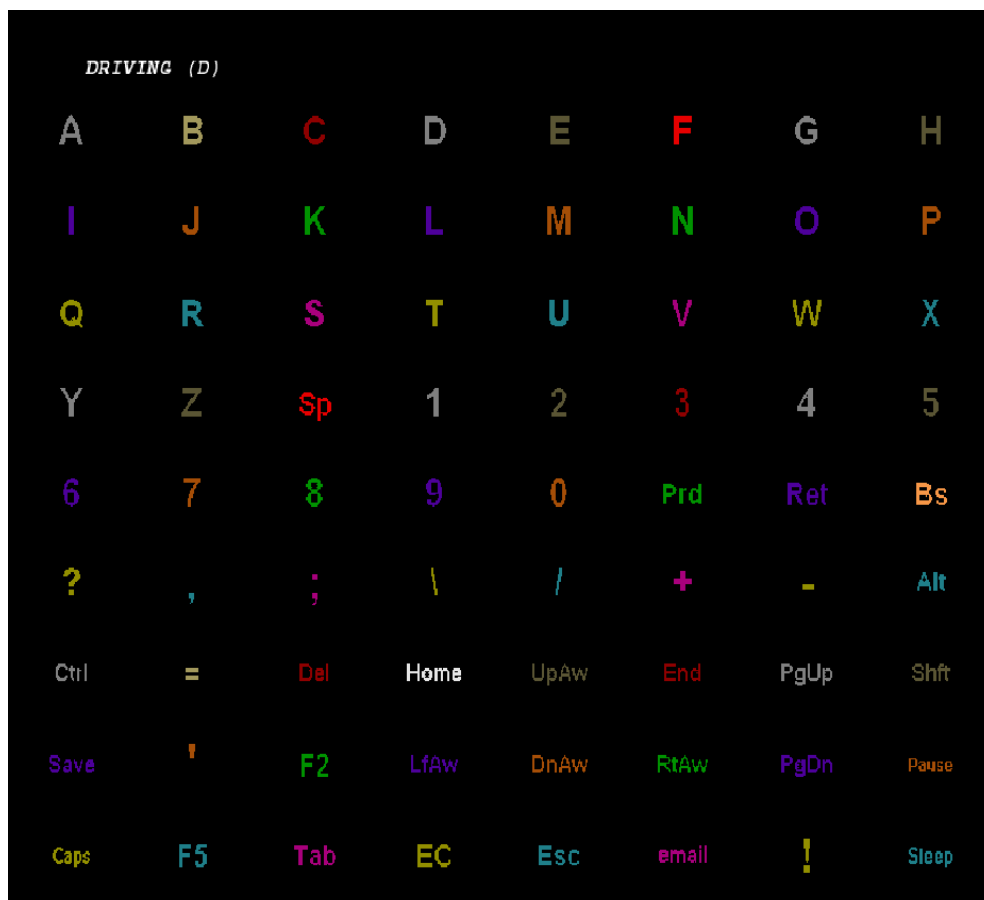 DRIVING (D)
A B C D E F G H
I J K L M N O P
Q R S T U V W X
Y Z Sp 1 2 3 4 5
6 7 8 9 0 Prd Ret Bs
? , ; \ / + - Alt
Ctrl = Del Home UpAw End PgUp Shft
Save ' F2 LfAw DnAw RtAw PgDn Pause
Caps F5 Tab EC Esc email ! Sleep